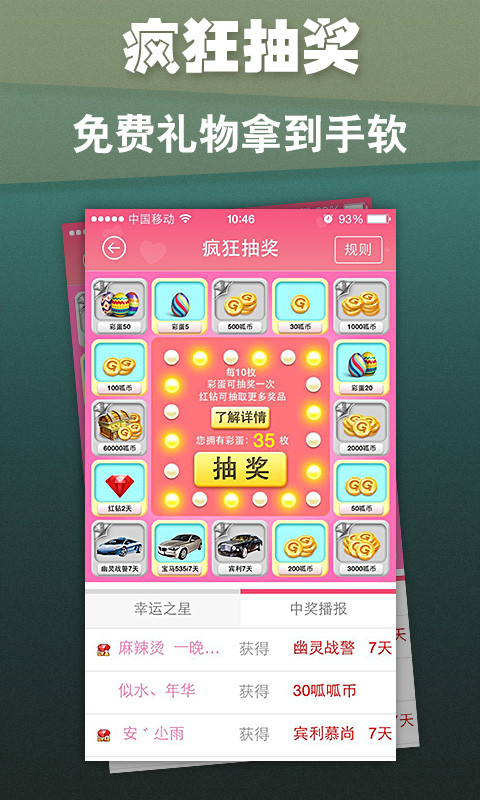 疯狂抽奖
免费礼物拿到手软
中国移动 10:46 93%
疯狂抽奖 规则
彩蛋50 彩蛋5 500呱币 30呱币 1000呱币
每10枚
彩蛋可抽奖一次
红钻可抽取更多奖品
了解详情
您拥有彩蛋:35枚
抽奖
100呱币 彩蛋20
60000呱币 2000呱币
红钻2天 50呱币
幽灵战警7天 宝马535i7天 宾利7天 200呱币 3000呱币
幸运之星 中奖播报
麻辣烫 一晚… 获得 幽灵战警 7天
似水、年华 获得 30呱呱币
安〃尐雨 获得 宾利慕尚 7天
天
天